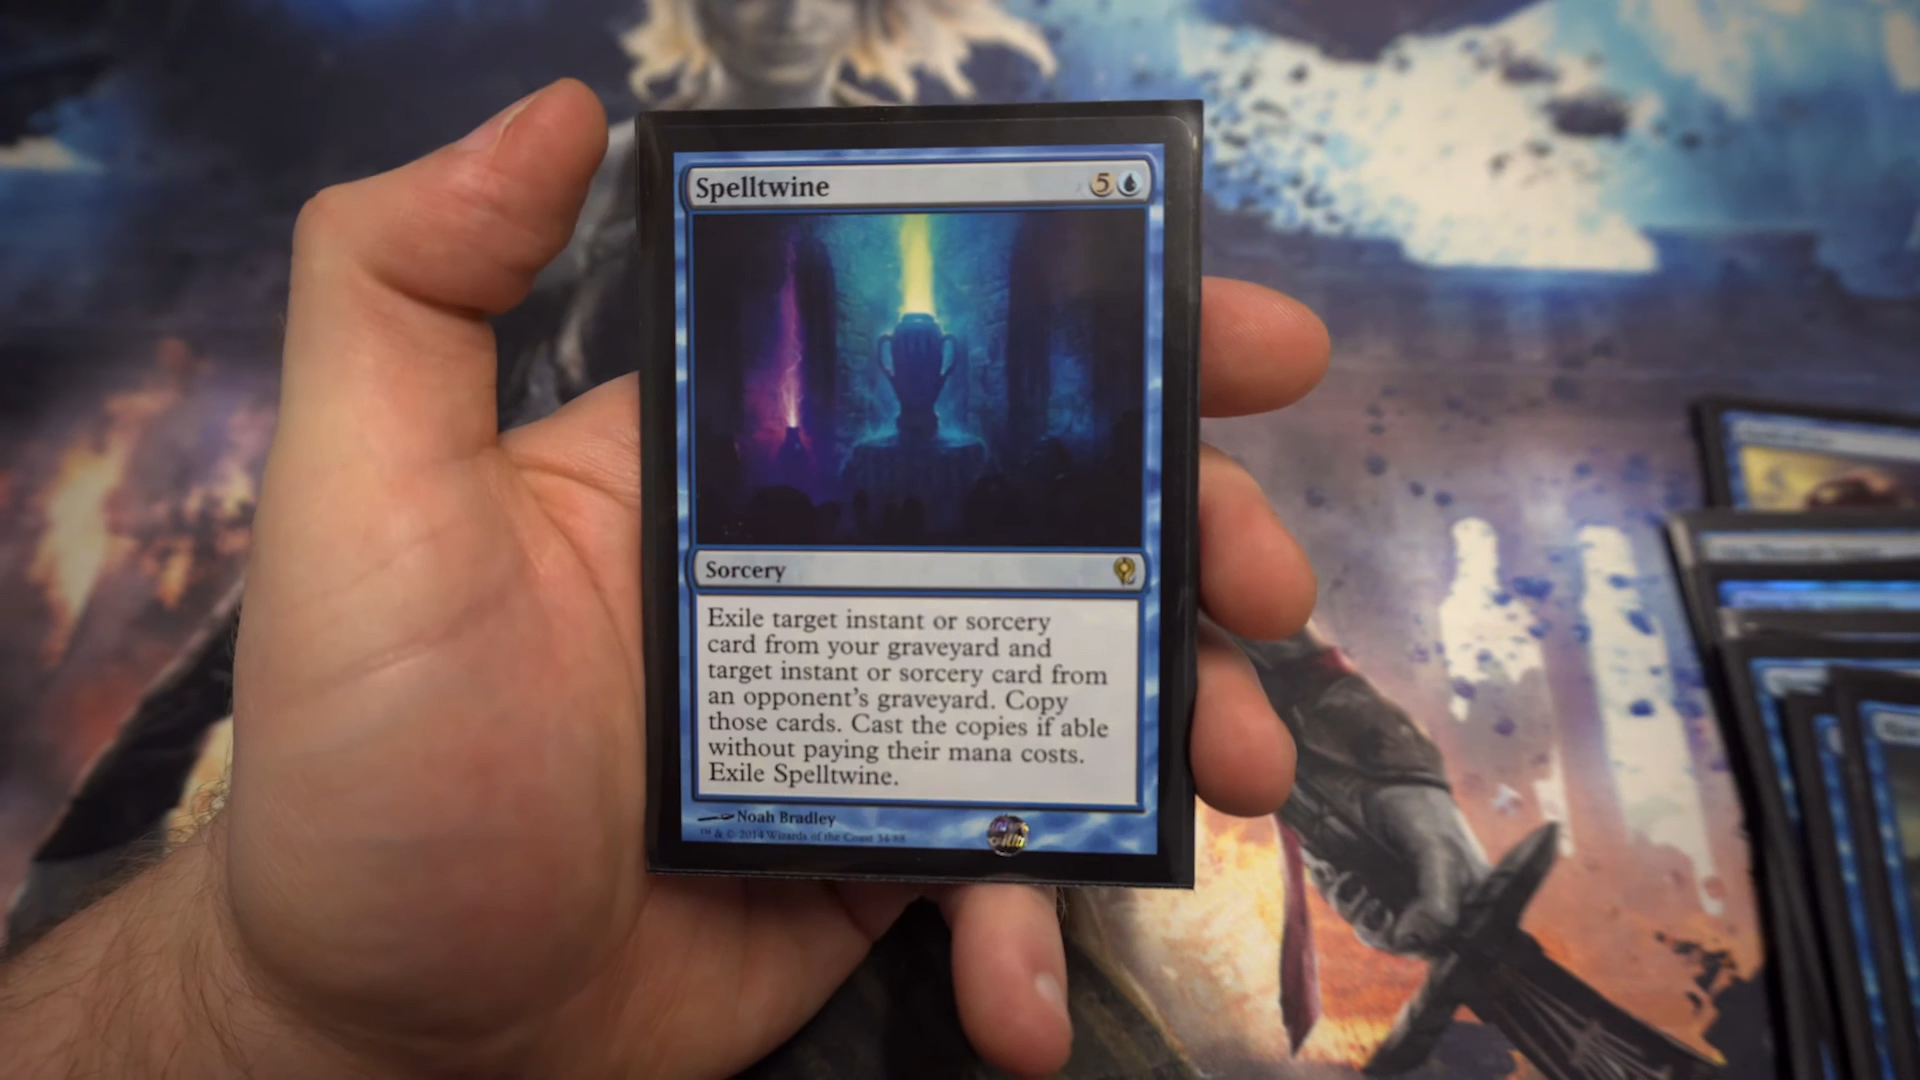 Spelltwine 5
Sorcery
Exile target instant or sorcery
card from your graveyard and
target instant or sorcery card from
an opponent's graveyard. Copy
those cards. Cast the copies if able
without paying their mana costs.
Exile Spelltwine.
Noah Bradley
™ & © 2014 Wizards of the Coast 34/88